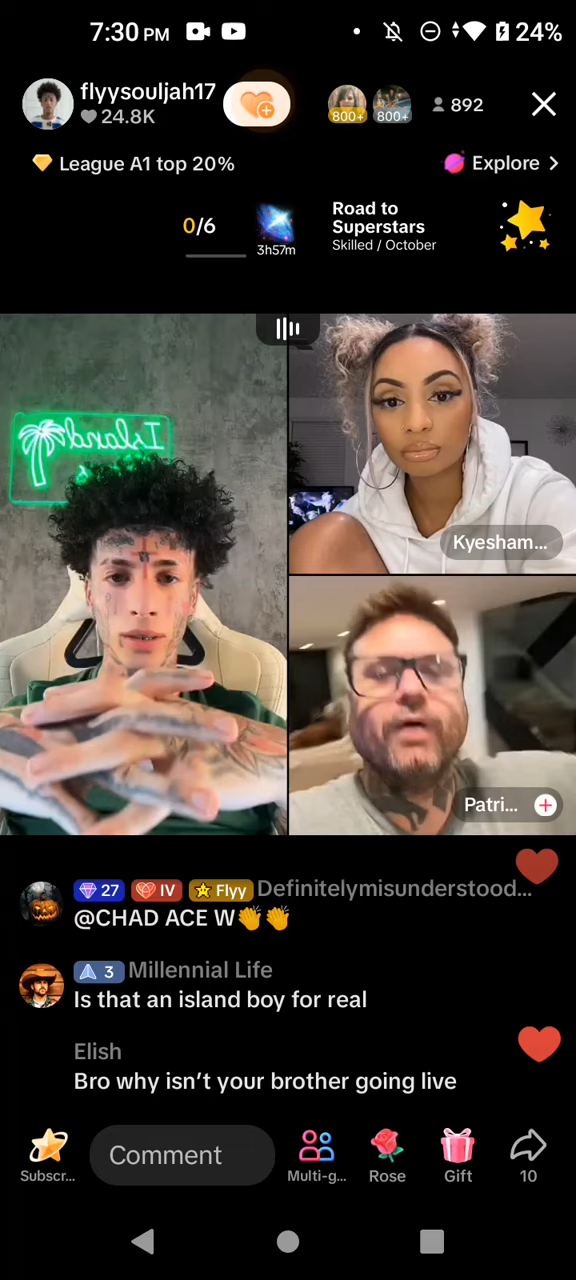 7:30 PM
24%
flyysouljah17
24.8K
800+
800+
892
League A1 top 20%
Explore
0/6
3h57m
Road to
Superstars
Skilled / October
Island
Kyesham...
Patri...
27 IV Flyy Definitelymisunderstood...
@CHAD ACE W👏👏
3 Millennial Life
Is that an island boy for real
Elish
Bro why isn't your brother going live
Subscr...
Comment
Multi-g...
Rose
Gift
10